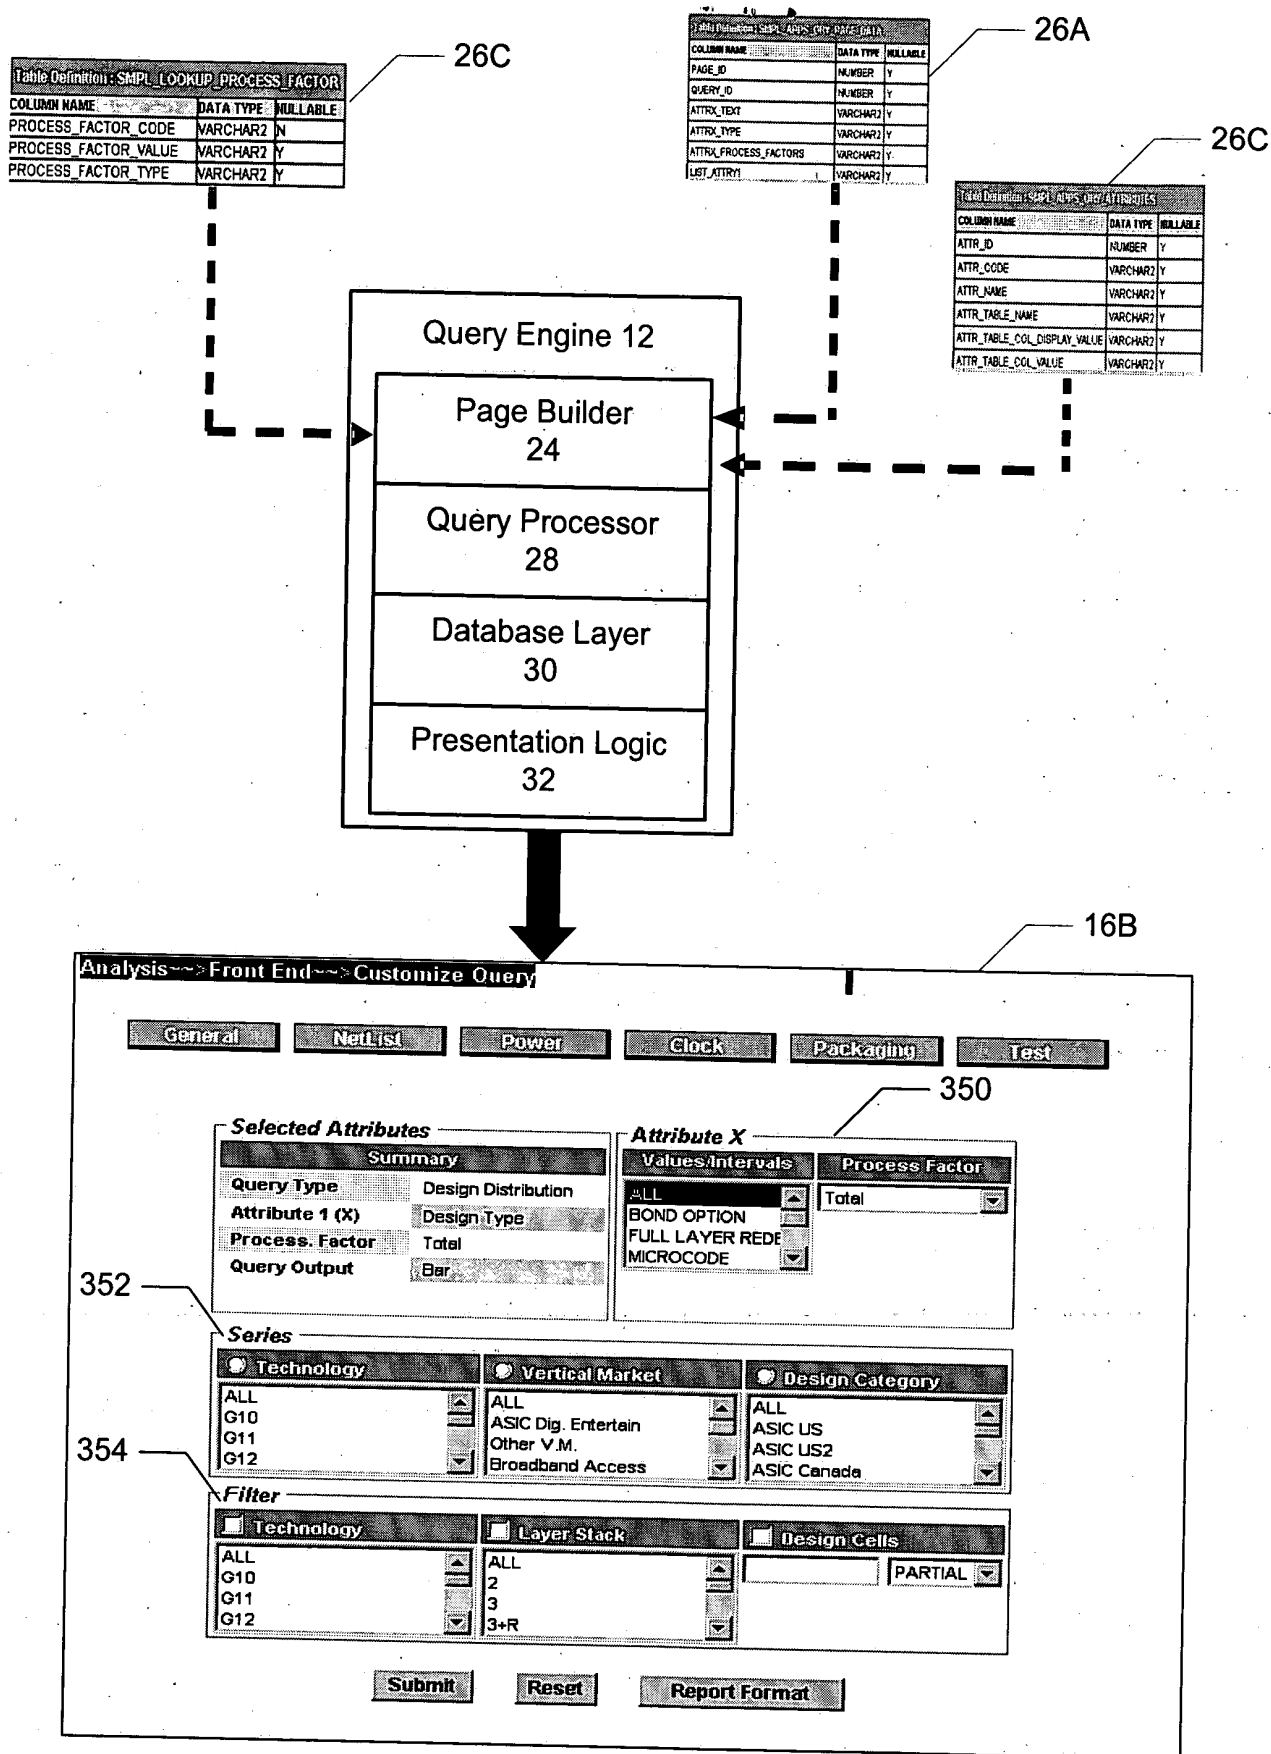 26C
Table Definition : SMPL_LOOKUP_PROCESS_FACTOR
COLUMN NAME DATA TYPE NULLABLE
PROCESS_FACTOR_CODE VARCHAR2 N
PROCESS_FACTOR_VALUE VARCHAR2 Y
PROCESS_FACTOR_TYPE VARCHAR2 Y
26A
Table Definition : SMPL_APPS_QRY_PAGE_DATA
COLUMN NAME DATA TYPE NULLABLE
PAGE_ID NUMBER Y
QUERY_ID NUMBER Y
ATTRX_TEXT VARCHAR2 Y
ATTRX_TYPE VARCHAR2 Y
ATTRX_PROCESS_FACTORS VARCHAR2 Y
LIST_ATTRY1 VARCHAR2 Y
26C
Table Definition : SMPL_APPS_QRY_ATTRIBUTES
COLUMN NAME DATA TYPE NULLABLE
ATTR_ID NUMBER Y
ATTR_CODE VARCHAR2 Y
ATTR_NAME VARCHAR2 Y
ATTR_TABLE_NAME VARCHAR2 Y
ATTR_TABLE_COL_DISPLAY_VALUE VARCHAR2 Y
ATTR_TABLE_COL_VALUE VARCHAR2 Y
Query Engine 12
Page Builder
24
Query Processor
28
Database Layer
30
Presentation Logic
32
16B
Analysis~~>Front End~~>Customize Query
General NetList Power Clock Packaging Test
350
Selected Attributes
Summary
Query Type Design Distribution
Attribute 1 (X) Design Type
Process. Factor Total
Query Output Bar
Attribute X
Values/Intervals Process Factor
ALL Total
BOND OPTION
FULL LAYER REDE
MICROCODE
352
Series
Technology Vertical Market Design Category
ALL ALL ALL
G10 ASIC Dig. Entertain ASIC US
G11 Other V.M. ASIC US2
G12 Broadband Access ASIC Canada
354
Filter
Technology Layer Stack Design Cells
ALL ALL PARTIAL
G10 2
G11 3
G12 3+R
Submit Reset Report Format